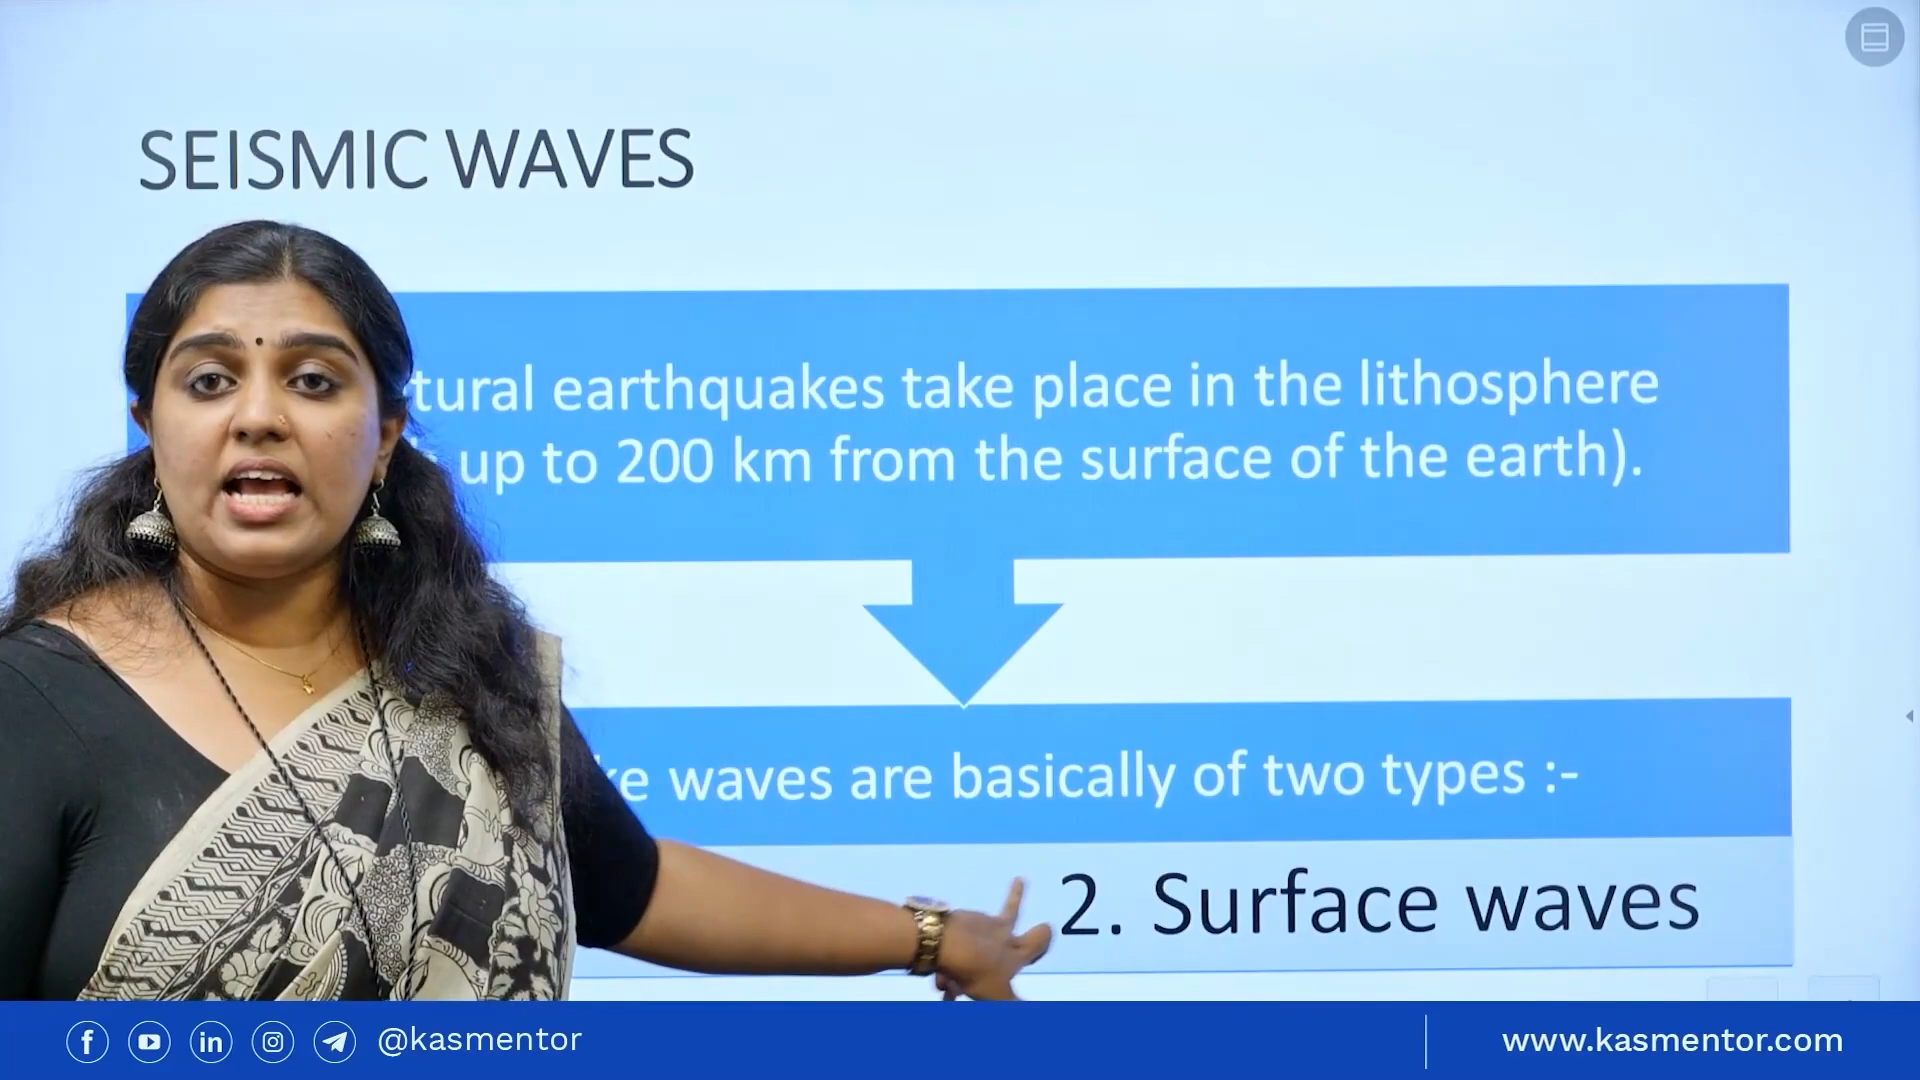 SEISMIC WAVES
tural earthquakes take place in the lithosphere
up to 200 km from the surface of the earth).
ke waves are basically of two types :-
2. Surface waves
@kasmentor
www.kasmentor.com